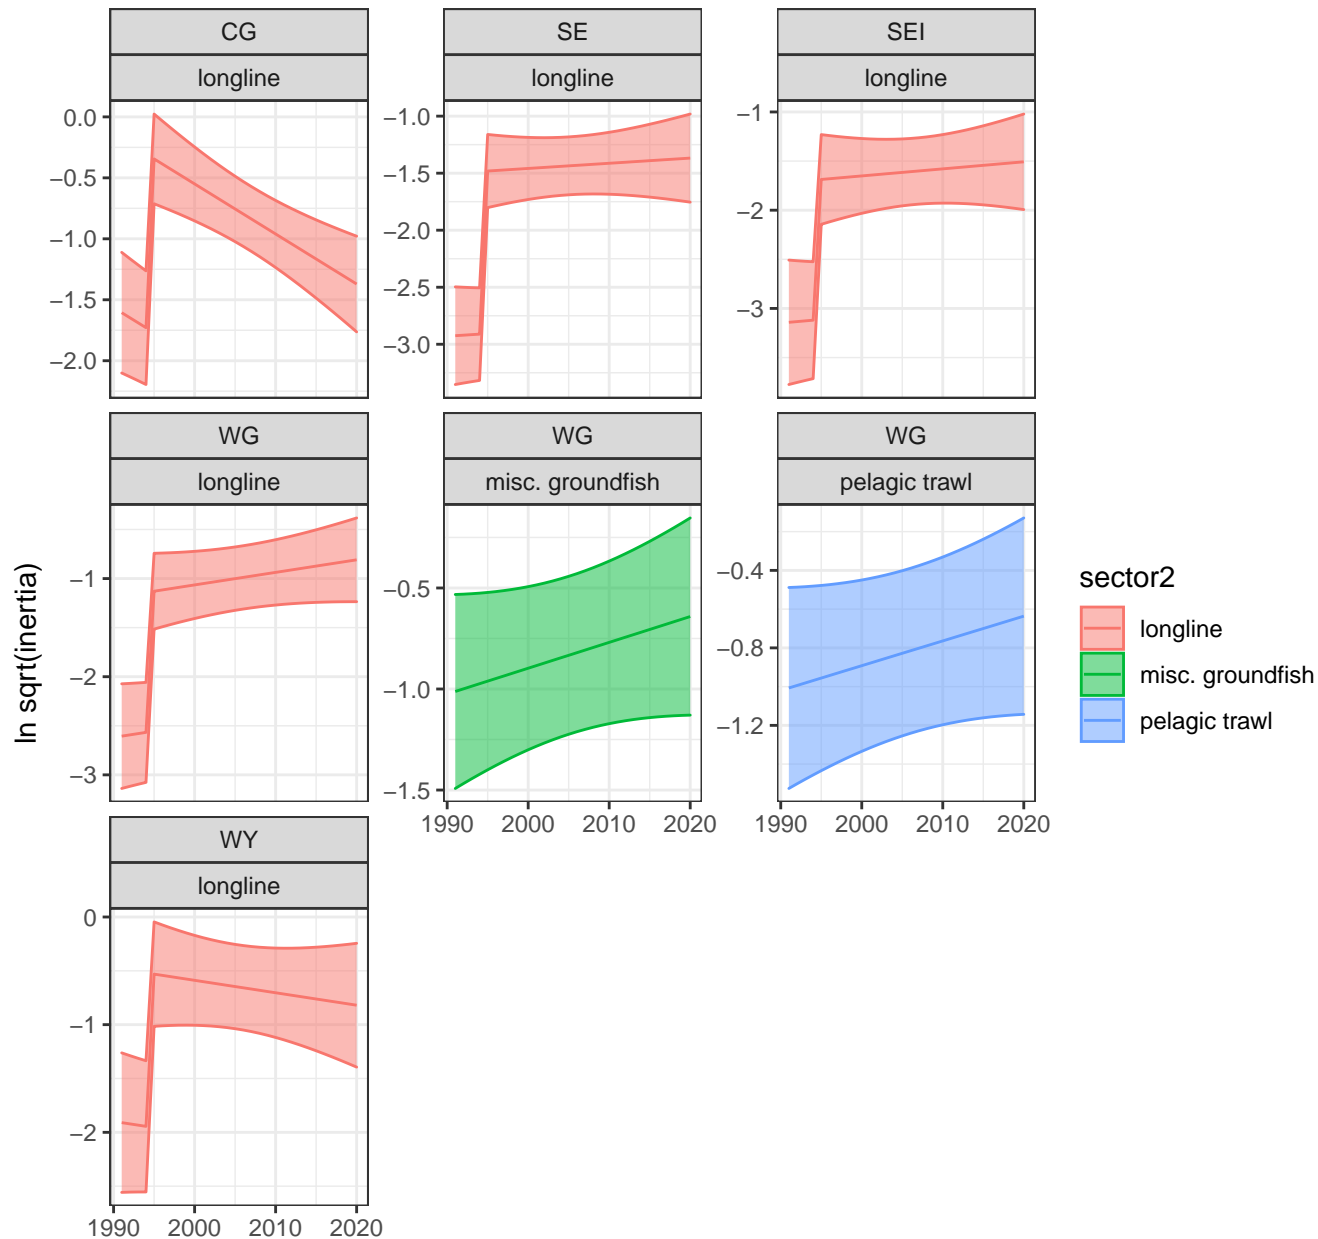 CG
longline
0.0
−0.5
−1.0
−1.5
−2.0
SE
longline
−1.0
−1.5
−2.0
−2.5
−3.0
SEI
longline
−1
−2
−3
WG
longline
−1
−2
−3
WG
misc. groundfish
−0.5
−1.0
−1.5
1990 2000 2010 2020
WG
pelagic trawl
−0.4
−0.8
−1.2
1990 2000 2010 2020
WY
longline
0
−1
−2
1990 2000 2010 2020
ln sqrt(inertia)
sector2
longline
misc. groundfish
pelagic trawl